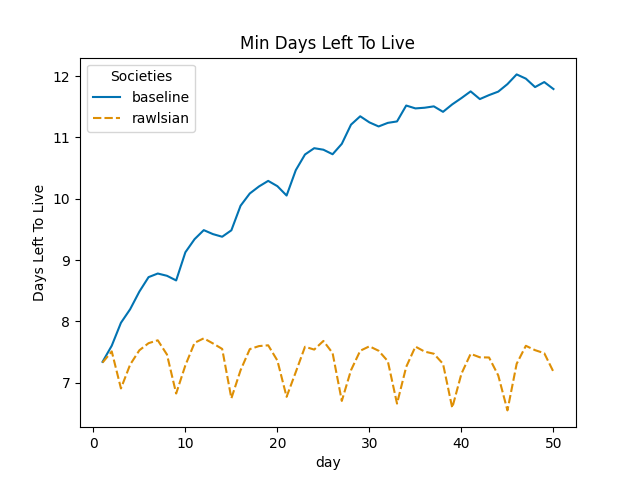 Min Days Left To Live
Societies
baseline
rawlsian
Days Left To Live
12
11
10
9
8
7
0
10
20
30
40
50
day